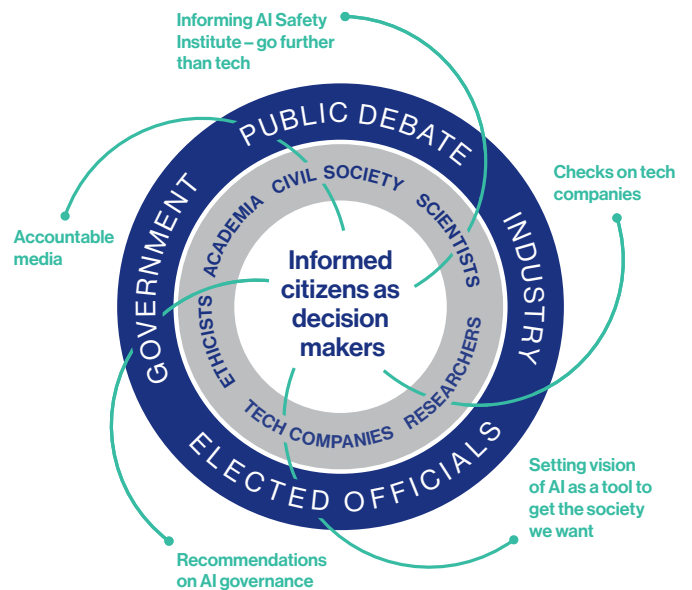 Informing AI Safety
Institute – go further
than tech
PUBLIC DEBATE
Checks on tech
companies
CIVIL SOCIETY
ACADEMIA
SCIENTISTS
GOVERNMENT
INDUSTRY
Accountable
media
Informed
citizens as
decision
makers
ETHICISTS
RESEARCHERS
TECH COMPANIES
ELECTED OFFICIALS
Setting vision
of AI as a tool to
get the society
we want
Recommendations
on AI governance